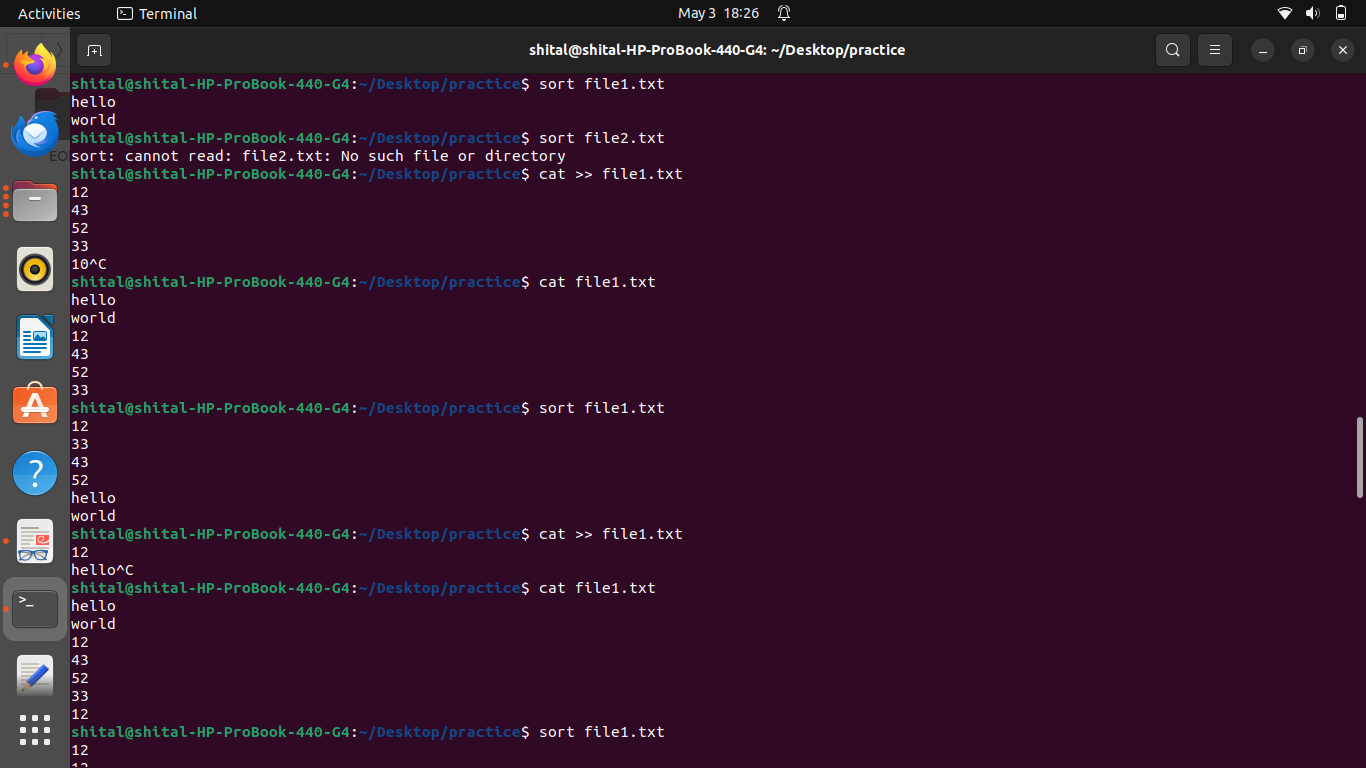 Activities Terminal May 3 18:26
shital@shital-HP-ProBook-440-G4: ~/Desktop/practice
shital@shital-HP-ProBook-440-G4:~/Desktop/practice$ sort file1.txt
hello
world
shital@shital-HP-ProBook-440-G4:~/Desktop/practice$ sort file2.txt
sort: cannot read: file2.txt: No such file or directory
shital@shital-HP-ProBook-440-G4:~/Desktop/practice$ cat >> file1.txt
12
43
52
33
10^C
shital@shital-HP-ProBook-440-G4:~/Desktop/practice$ cat file1.txt
hello
world
12
43
52
33
shital@shital-HP-ProBook-440-G4:~/Desktop/practice$ sort file1.txt
12
33
43
52
hello
world
shital@shital-HP-ProBook-440-G4:~/Desktop/practice$ cat >> file1.txt
12
hello^C
shital@shital-HP-ProBook-440-G4:~/Desktop/practice$ cat file1.txt
hello
world
12
43
52
33
12
shital@shital-HP-ProBook-440-G4:~/Desktop/practice$ sort file1.txt
12